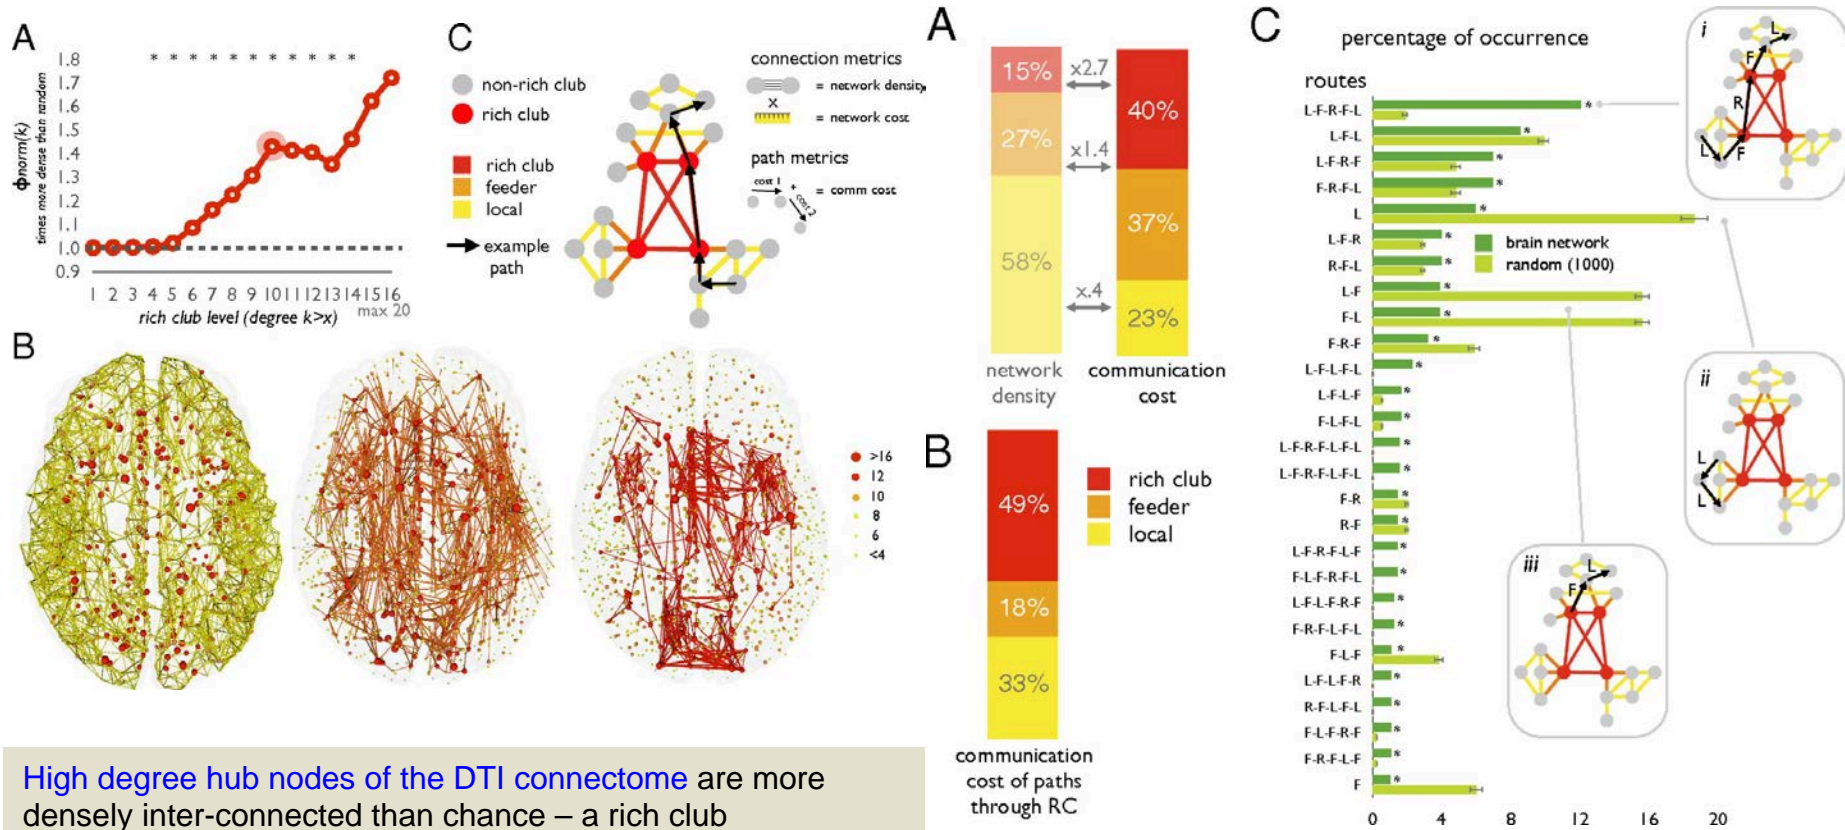 A
1.8
1.7
1.6
1.5
1.4
1.3
1.2
1.1
1.0
0.9
ϕnorm(k)
times more dense than random
* * * * * * * * * * *
1 2 3 4 5 6 7 8 9 10 11 12 13 14 15 16
max 20
rich club level (degree k>x)
C
non-rich club
rich club
rich club
feeder
local
example
path
connection metrics
= network density
x
= network cost
path metrics
cost 1
+
cost 2
= comm cost
B
>16
12
10
8
6
<4
High degree hub nodes of the DTI connectome are more
densely inter-connected than chance – a rich club
A
15%
27%
58%
x2.7
x1.4
x.4
40%
37%
23%
network
density
communication
cost
B
49%
18%
33%
rich club
feeder
local
communication
cost of paths
through RC
C
percentage of occurrence
routes
L-F-R-F-L *
L-F-L *
L-F-R-F *
F-R-F-L *
L *
L-F-R *
R-F-L *
L-F *
F-L *
F-R-F *
L-F-L-F-L *
L-F-L-F *
F-L-F-L *
L-F-R-F-L-F-L *
L-F-R-F-L-F-L *
F-R *
R-F *
L-F-R-F-L-F *
F-L-F-R-F-L *
L-F-L-F-R-F *
F-R-F-L-F-L *
F-L-F *
L-F-L-F-R *
R-F-L-F-L *
F-L-F-R-F *
F-R-F-L-F *
F *
0 4 8 12 16 20
brain network
random (1000)
i
L
F
R
L
F
ii
L
L
iii
L
F